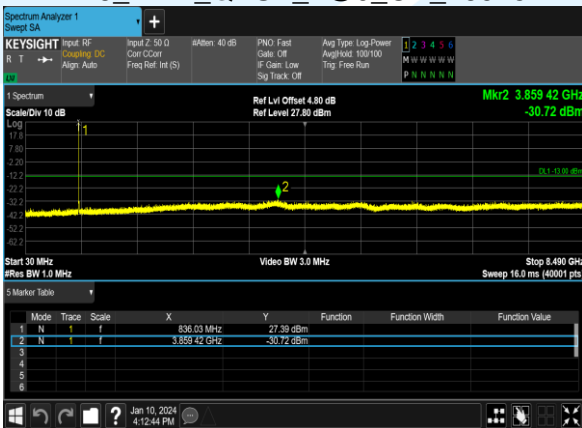 Spectrum Analyzer 1
Swept SA
KEYSIGHT
R T
LW
Input: RF
Coupling: DC
Align: Auto
Input Z: 50 Ω
Corr CCorr
Freq Ref: Int (S)
#Atten: 40 dB
PNO: Fast
Gate: Off
IF Gain: Low
Sig Track: Off
Avg Type: Log-Power
Avg|Hold: 100/100
Trig: Free Run
1 2 3 4 5 6
M W W W W W
P N N N N N
1 Spectrum
Scale/Div 10 dB
Ref Lvl Offset 4.80 dB
Ref Level 27.80 dBm
Mkr2 3.859 42 GHz
-30.72 dBm
Log
17.8
7.80
-2.20
-12.2
-22.2
-32.2
-42.2
-52.2
-62.2
1
2
DL1 -13.00 dBm
Start 30 MHz
#Res BW 1.0 MHz
Video BW 3.0 MHz
Stop 8.490 GHz
Sweep 16.0 ms (40001 pts)
5 Marker Table
Mode Trace Scale X Y Function Function Width Function Value
1 N 1 f 836.03 MHz 27.39 dBm
2 N 1 f 3.859 42 GHz -30.72 dBm
3
4
5
6
?
Jan 10, 2024
4:12:44 PM